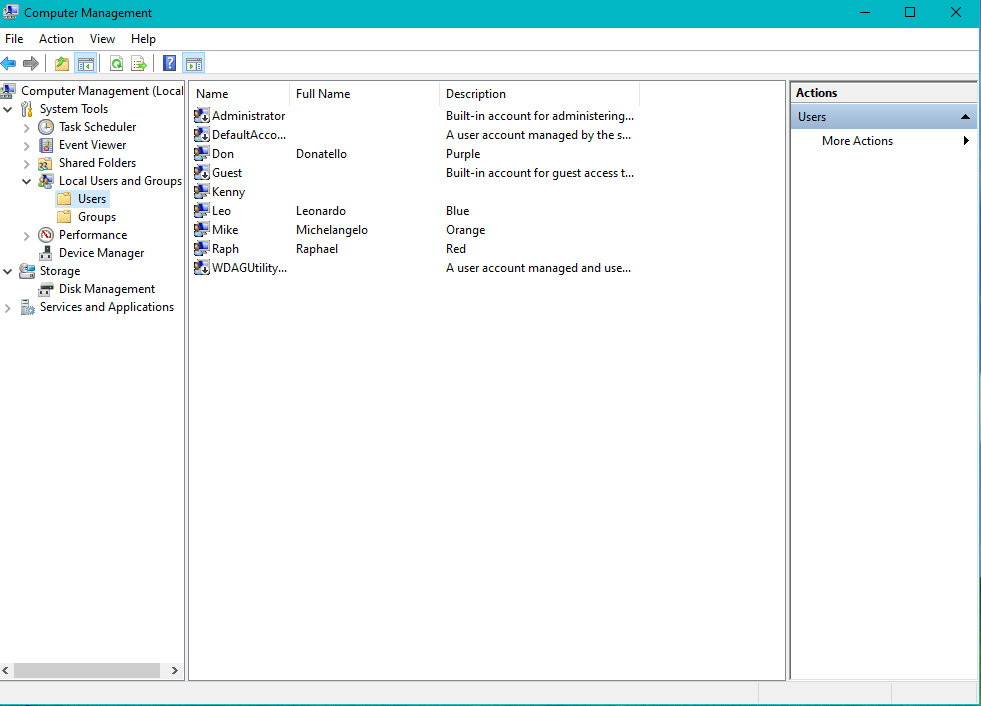 Computer Management
File Action View Help
Computer Management (Local
System Tools
Task Scheduler
Event Viewer
Shared Folders
Local Users and Groups
Users
Groups
Performance
Device Manager
Storage
Disk Management
Services and Applications
Name Full Name Description
Administrator Built-in account for administering...
DefaultAcco... A user account managed by the s...
Don Donatello Purple
Guest Built-in account for guest access t...
Kenny
Leo Leonardo Blue
Mike Michelangelo Orange
Raph Raphael Red
WDAGUtility... A user account managed and use...
Actions
Users
More Actions